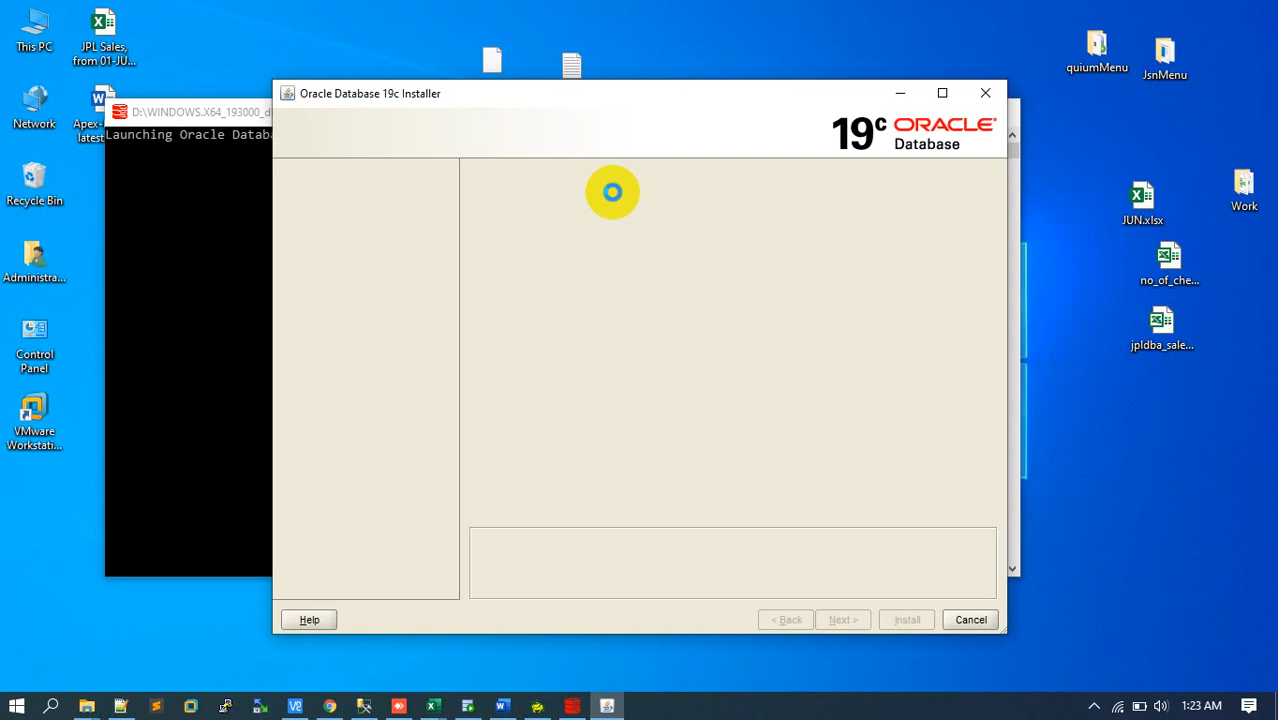 This PC
JPL Sales,
from 01-JU...
quiumMenu
JsnMenu
Network
Apex-
latest
D:\WINDOWS.X64_193000_d
Launching Oracle Databa
Oracle Database 19c Installer
19c ORACLE®
Database
Recycle Bin
Work
JUN.xlsx
Administra...
no_of_che...
Control
Panel
jpldba_sale...
VMware
Workstati...
Help
< Back
Next >
Install
Cancel
1:23 AM